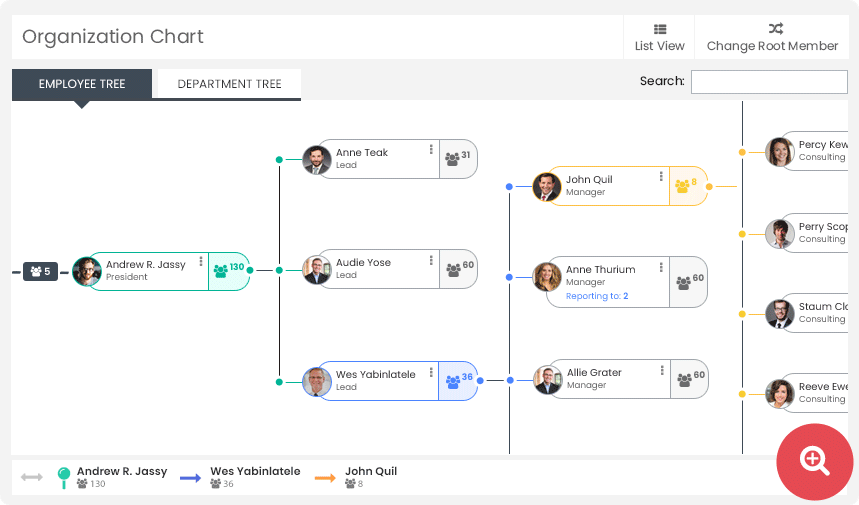 Organization Chart
List View
Change Root Member
EMPLOYEE TREE
DEPARTMENT TREE
Search:
5
Andrew R. Jassy
President
130
Anne Teak
Lead
31
Audie Yose
Lead
60
Wes Yabinlatele
Lead
36
John Quil
Manager
8
Anne Thurium
Manager
Reporting to: 2
60
Allie Grater
Manager
60
Percy Kew
Consulting
Perry Scop
Consulting
Staum Clo
Consulting
Reeve Ewe
Consulting
Andrew R. Jassy
130
Wes Yabinlatele
36
John Quil
8